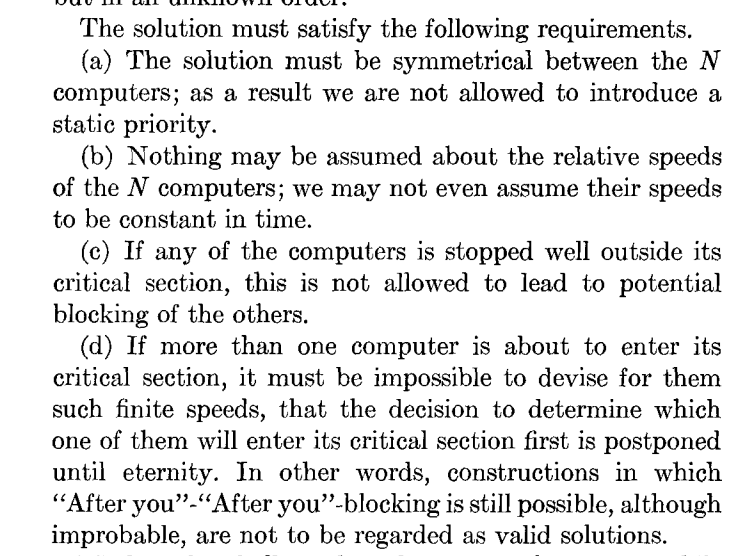 The solution must satisfy the following requirements.
(a) The solution must be symmetrical between the N
computers; as a result we are not allowed to introduce a
static priority.
(b) Nothing may be assumed about the relative speeds
of the N computers; we may not even assume their speeds
to be constant in time.
(c) If any of the computers is stopped well outside its
critical section, this is not allowed to lead to potential
blocking of the others.
(d) If more than one computer is about to enter its
critical section, it must be impossible to devise for them
such finite speeds, that the decision to determine which
one of them will enter its critical section first is postponed
until eternity. In other words, constructions in which
“After you”-“After you”-blocking is still possible, although
improbable, are not to be regarded as valid solutions.